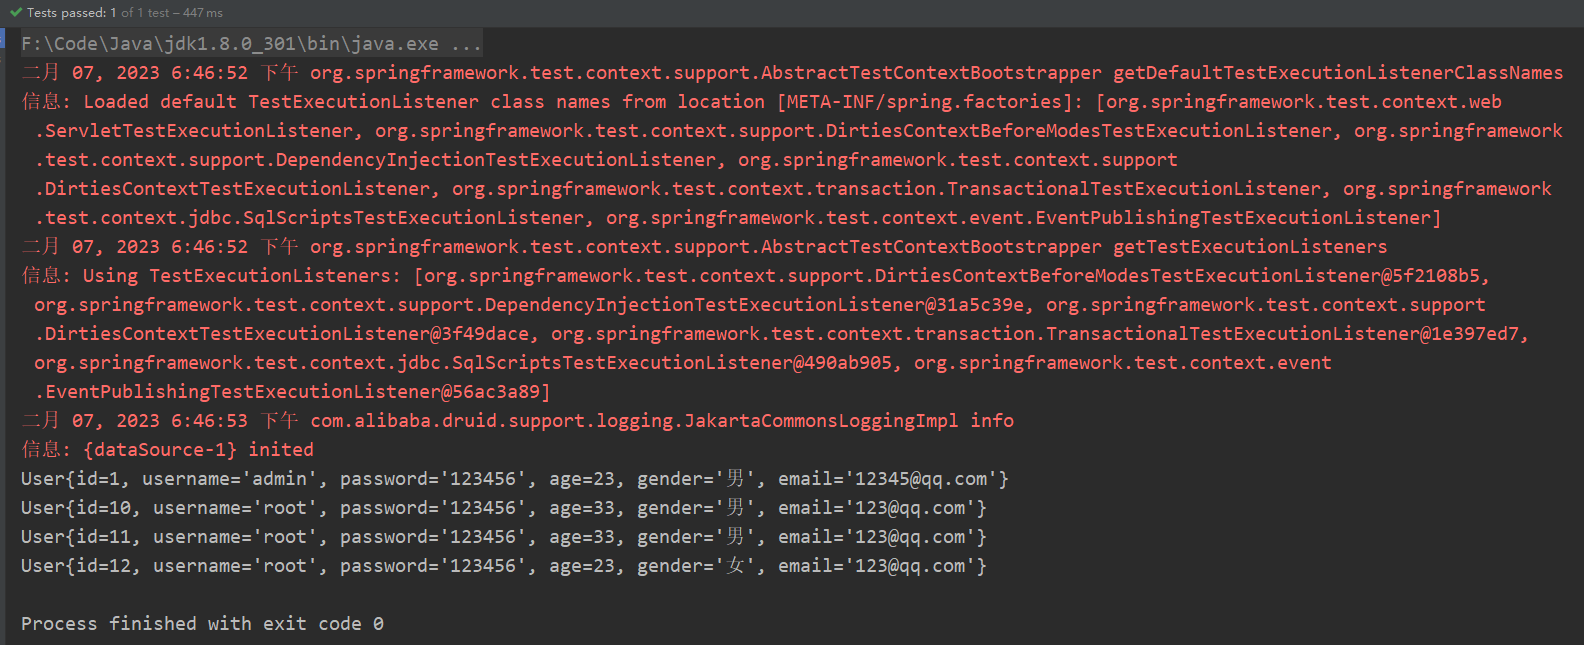 Tests passed: 1 of 1 test – 447 ms
F:\Code\Java\jdk1.8.0_301\bin\java.exe ...
二月 07, 2023 6:46:52 下午 org.springframework.test.context.support.AbstractTestContextBootstrapper getDefaultTestExecutionListenerClassNames
信息: Loaded default TestExecutionListener class names from location [META-INF/spring.factories]: [org.springframework.test.context.web
.ServletTestExecutionListener, org.springframework.test.context.support.DirtiesContextBeforeModesTestExecutionListener, org.springframework
.test.context.support.DependencyInjectionTestExecutionListener, org.springframework.test.context.support
.DirtiesContextTestExecutionListener, org.springframework.test.context.transaction.TransactionalTestExecutionListener, org.springframework
.test.context.jdbc.SqlScriptsTestExecutionListener, org.springframework.test.context.event.EventPublishingTestExecutionListener]
二月 07, 2023 6:46:52 下午 org.springframework.test.context.support.AbstractTestContextBootstrapper getTestExecutionListeners
信息: Using TestExecutionListeners: [org.springframework.test.context.support.DirtiesContextBeforeModesTestExecutionListener@5f2108b5,
org.springframework.test.context.support.DependencyInjectionTestExecutionListener@31a5c39e, org.springframework.test.context.support
.DirtiesContextTestExecutionListener@3f49dace, org.springframework.test.context.transaction.TransactionalTestExecutionListener@1e397ed7,
org.springframework.test.context.jdbc.SqlScriptsTestExecutionListener@490ab905, org.springframework.test.context.event
.EventPublishingTestExecutionListener@56ac3a89]
二月 07, 2023 6:46:53 下午 com.alibaba.druid.support.logging.JakartaCommonsLoggingImpl info
信息: {dataSource-1} inited
User{id=1, username='admin', password='123456', age=23, gender='男', email='12345@qq.com'}
User{id=10, username='root', password='123456', age=33, gender='男', email='123@qq.com'}
User{id=11, username='root', password='123456', age=33, gender='男', email='123@qq.com'}
User{id=12, username='root', password='123456', age=23, gender='女', email='123@qq.com'}
Process finished with exit code 0